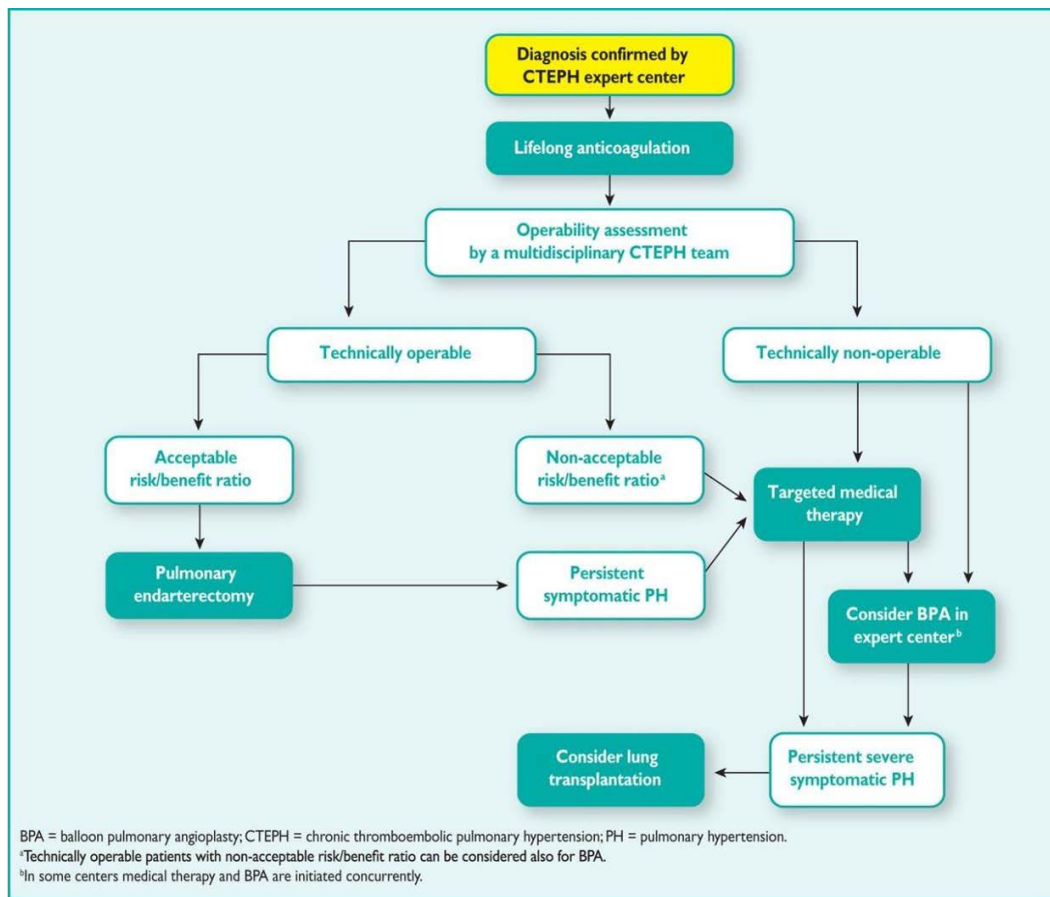 Diagnosis confirmed by
CTEPH expert center
Lifelong anticoagulation
Operability assessment
by a multidisciplinary CTEPH team
Technically operable
Technically non-operable
Acceptable
risk/benefit ratio
Non-acceptable
risk/benefit ratioᵃ
Targeted medical
therapy
Pulmonary
endarterectomy
Persistent
symptomatic PH
Consider BPA in
expert centerᵇ
Consider lung
transplantation
Persistent severe
symptomatic PH
BPA = balloon pulmonary angioplasty; CTEPH = chronic thromboembolic pulmonary hypertension; PH = pulmonary hypertension.
ᵃTechnically operable patients with non-acceptable risk/benefit ratio can be considered also for BPA.
ᵇIn some centers medical therapy and BPA are initiated concurrently.